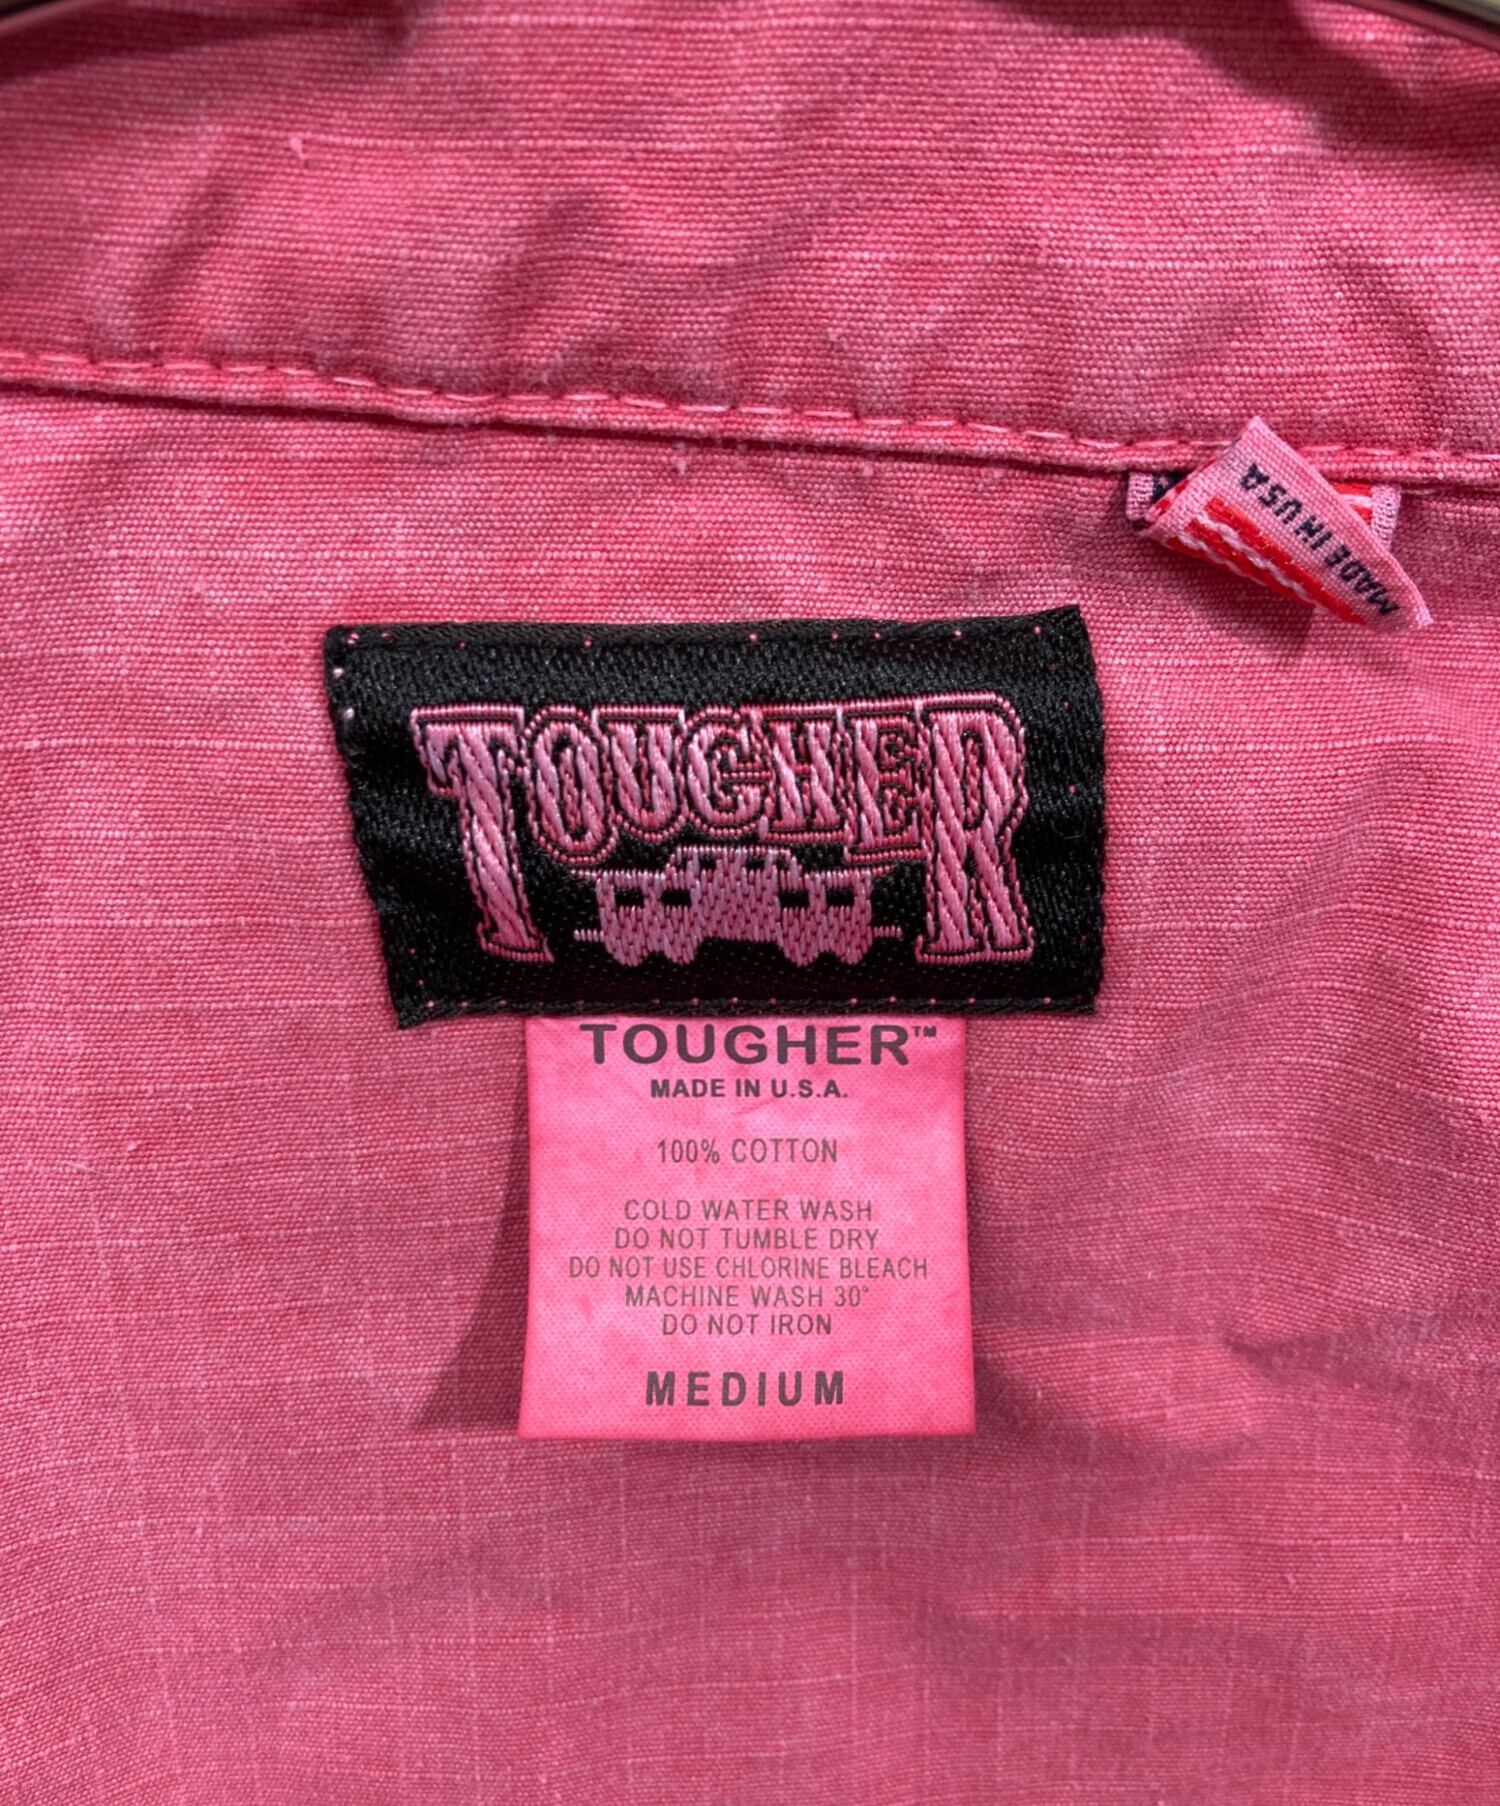 MADE IN USA
TOUGHER
TOUGHER™
MADE IN U.S.A.
100% COTTON
COLD WATER WASH
DO NOT TUMBLE DRY
DO NOT USE CHLORINE BLEACH
MACHINE WASH 30°
DO NOT IRON
MEDIUM